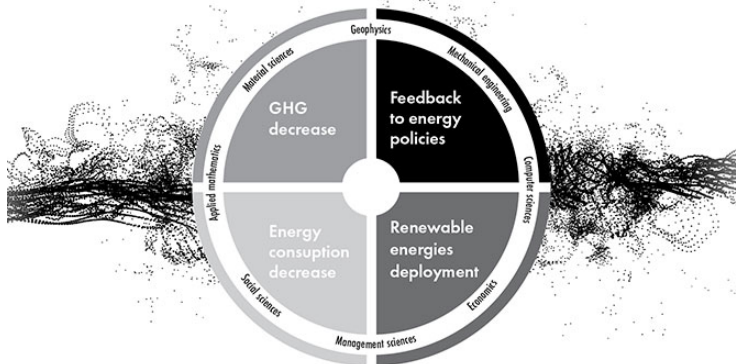 Geophysics
Material sciences
Mechanical engineering
GHG
decrease
Feedback
to energy
policies
Applied mathematics
Computer sciences
Energy
consuption
decrease
Renewable
energies
deployment
Social sciences
Economics
Management sciences